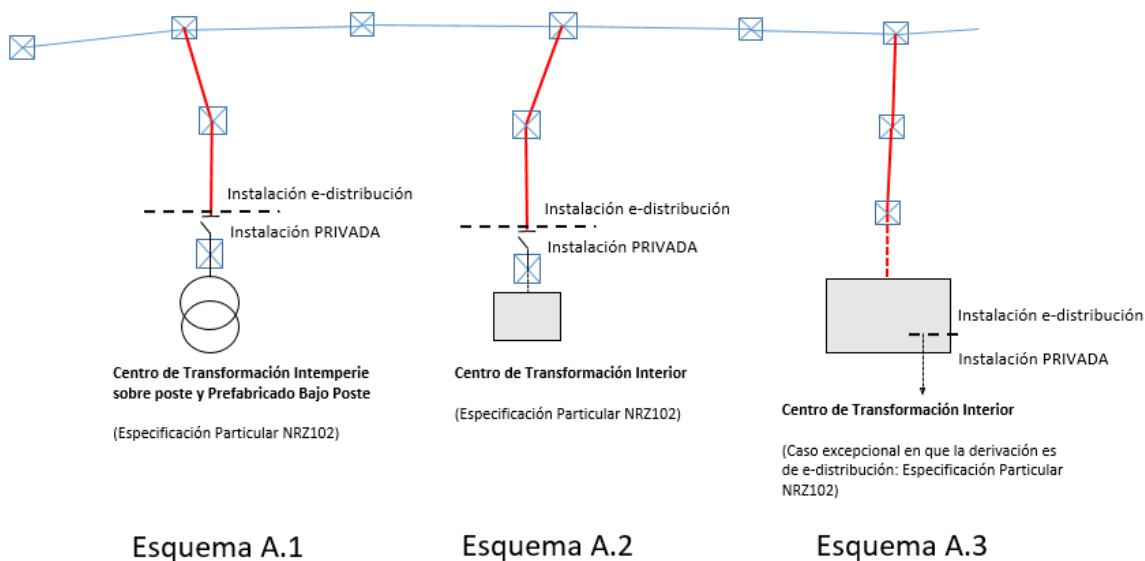 Instalación e-distribución
Instalación PRIVADA
Centro de Transformación Intemperie
sobre poste y Prefabricado Bajo Poste
(Especificación Particular NRZ102)
Esquema A.1
Instalación e-distribución
Instalación PRIVADA
Centro de Transformación Interior
(Especificación Particular NRZ102)
Esquema A.2
Instalación e-distribución
Instalación PRIVADA
Centro de Transformación Interior
(Caso excepcional en que la derivación es
de e-distribución: Especificación Particular
NRZ102)
Esquema A.3